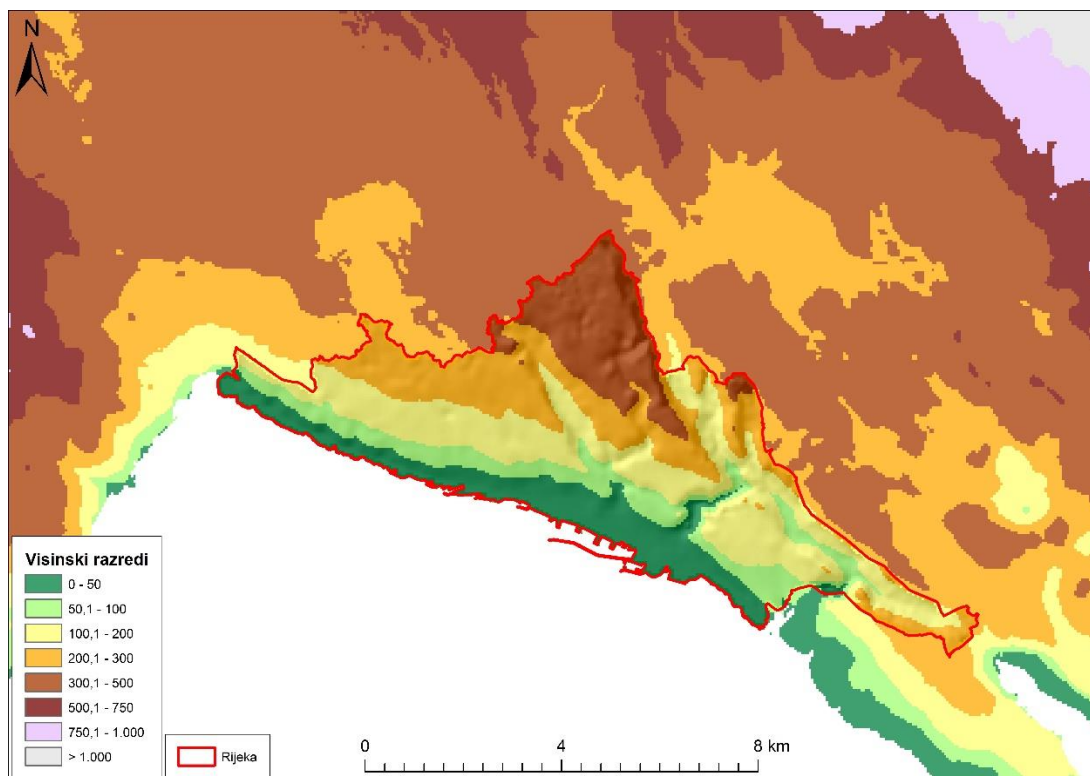 N
Visinski razredi
0 - 50
50,1 - 100
100,1 - 200
200,1 - 300
300,1 - 500
500,1 - 750
750,1 - 1.000
> 1.000
Rijeka
0 4 8 km